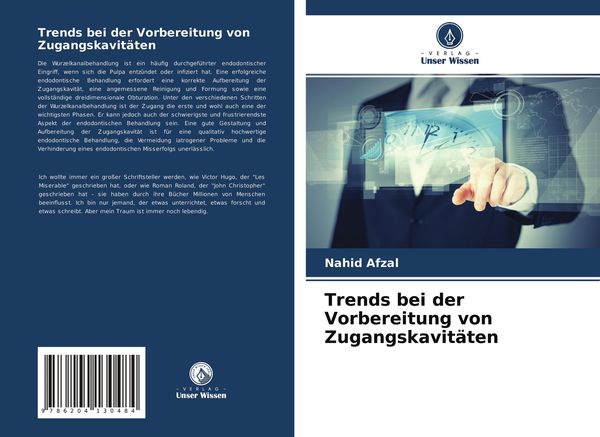 Trends bei der Vorbereitung von
Zugangskavitäten
Die Wurzelkanalbehandlung ist ein häufig durchgeführter endodontischer
Eingriff, wenn sich die Pulpa entzündet oder infiziert hat. Eine erfolgreiche
endodontische Behandlung erfordert eine korrekte Aufbereitung der
Zugangskavität, eine angemessene Reinigung und Formung sowie eine
vollständige dreidimensionale Obturation. Unter den verschiedenen Schritten
der Wurzelkanalbehandlung ist der Zugang die erste und wohl auch eine der
wichtigsten Phasen. Er kann jedoch auch der schwierigste und frustrierendste
Aspekt der endodontischen Behandlung sein. Eine gute Gestaltung und
Aufbereitung der Zugangskavität ist für eine qualitativ hochwertige
endodontische Behandlung, die Vermeidung iatrogener Probleme und die
Verhinderung eines endodontischen Misserfolgs unerlässlich.
Ich wollte immer ein großer Schriftsteller werden, wie Victor Hugo, der "Les
Miserable" geschrieben hat, oder wie Roman Roland, der "John Christopher"
geschrieben hat - sie haben durch ihre Bücher Millionen von Menschen
beeinflusst. Ich bin nur jemand, der etwas unterrichtet, etwas forscht und
etwas schreibt. Aber mein Traum ist immer noch lebendig.
9 786204 130484
VERLAG
Unser Wissen
VERLAG
Unser Wissen
Nahid Afzal
Trends bei der
Vorbereitung von
Zugangskavitäten